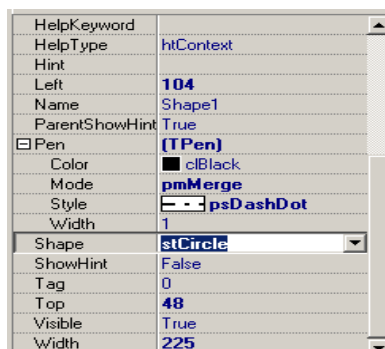 HelpKeyword
HelpType htContext
Hint
Left 104
Name Shape1
ParentShowHint True
Pen (TPen)
Color clBlack
Mode pmMerge
Style psDashDot
Width 1
Shape stCircle
ShowHint False
Tag 0
Top 48
Visible True
Width 225